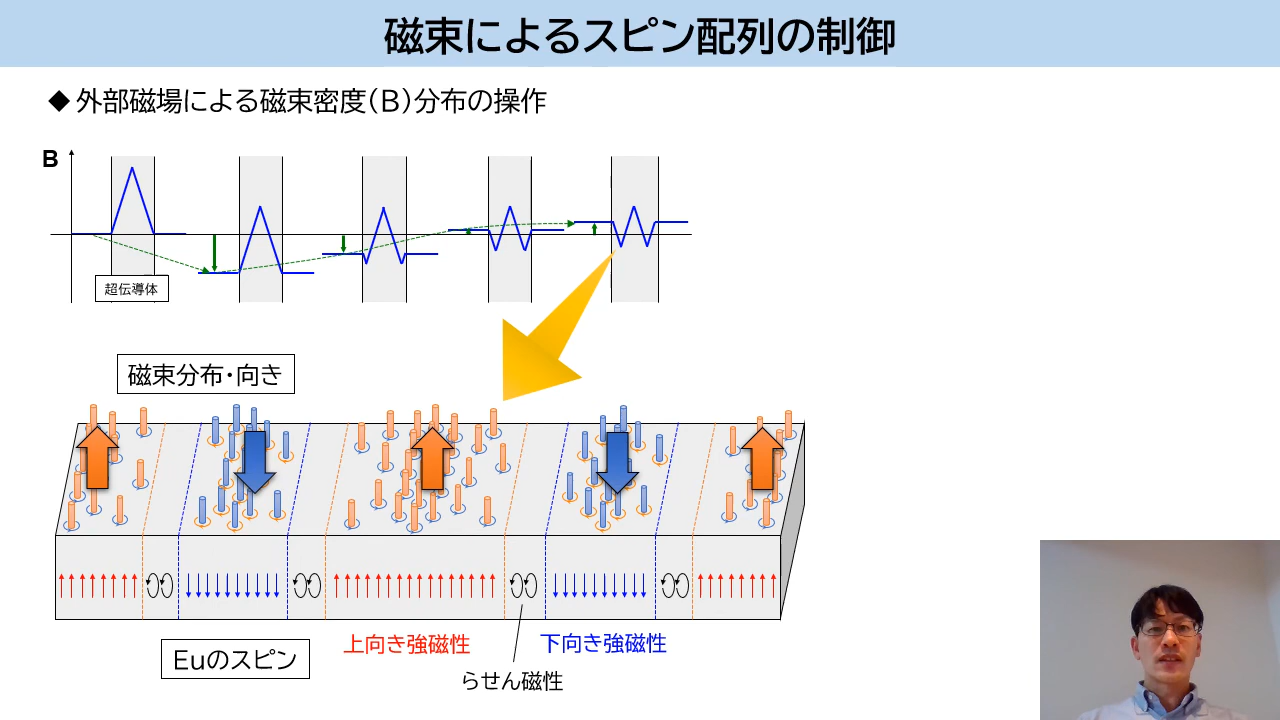 磁束によるスピン配列の制御
◆ 外部磁場による磁束密度(B)分布の操作
B
超伝導体
磁束分布・向き
Euのスピン
上向き強磁性
下向き強磁性
らせん磁性